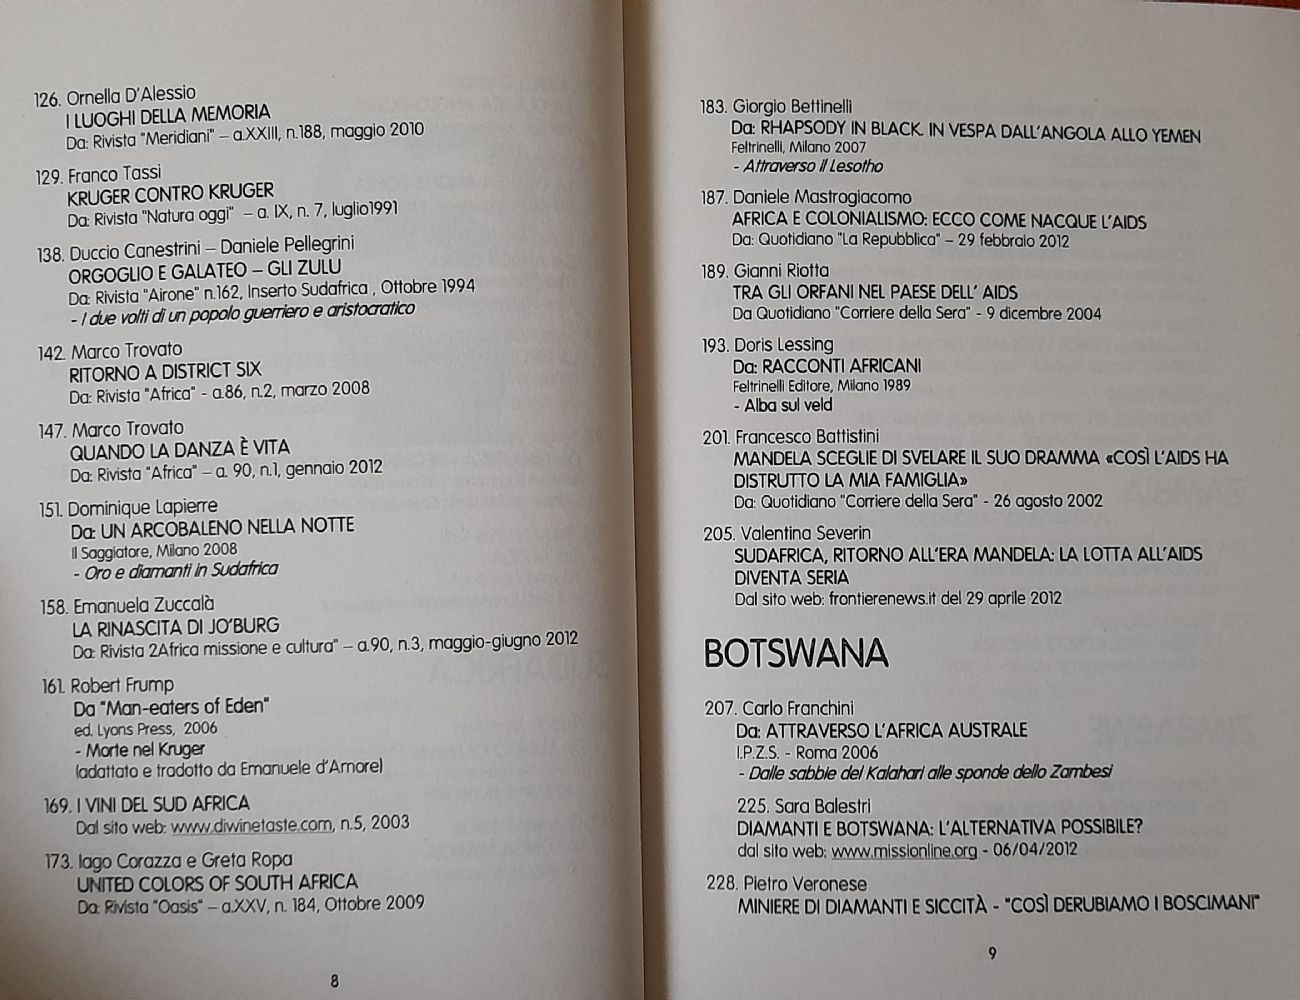 126. Ornella D'Alessio
I LUOGHI DELLA MEMORIA
Da: Rivista "Meridiani" – a.XXIII, n.188, maggio 2010
129. Franco Tassi
KRUGER CONTRO KRUGER
Da: Rivista "Natura oggi" – a. IX, n. 7, luglio1991
138. Duccio Canestrini – Daniele Pellegrini
ORGOGLIO E GALATEO – GLI ZULU
Da: Rivista "Airone" n.162, Inserto Sudafrica , Ottobre 1994
- I due volti di un popolo guerriero e aristocratico
142. Marco Trovato
RITORNO A DISTRICT SIX
Da: Rivista "Africa" - a.86, n.2, marzo 2008
147. Marco Trovato
QUANDO LA DANZA È VITA
Da: Rivista "Africa" – a. 90, n.1, gennaio 2012
151. Dominique Lapierre
Da: UN ARCOBALENO NELLA NOTTE
Il Saggiatore, Milano 2008
- Oro e diamanti in Sudafrica
158. Emanuela Zuccalà
LA RINASCITA DI JO'BURG
Da: Rivista 2Africa missione e cultura" – a.90, n.3, maggio-giugno 2012
161. Robert Frump
Da "Man-eaters of Eden"
ed. Lyons Press, 2006
- Morte nel Kruger
(adattato e tradotto da Emanuele d'Amore)
169. I VINI DEL SUD AFRICA
Dal sito web: www.diwinetaste.com, n.5, 2003
173. Iago Corazza e Greta Ropa
UNITED COLORS OF SOUTH AFRICA
Da: Rivista "Oasis" – a.XXV, n. 184, Ottobre 2009
8
183. Giorgio Bettinelli
Da: RHAPSODY IN BLACK. IN VESPA DALL'ANGOLA ALLO YEMEN
Feltrinelli, Milano 2007
- Attraverso il Lesotho
187. Daniele Mastrogiacomo
AFRICA E COLONIALISMO: ECCO COME NACQUE L'AIDS
Da: Quotidiano "La Repubblica" – 29 febbraio 2012
189. Gianni Riotta
TRA GLI ORFANI NEL PAESE DELL' AIDS
Da Quotidiano "Corriere della Sera" - 9 dicembre 2004
193. Doris Lessing
Da: RACCONTI AFRICANI
Feltrinelli Editore, Milano 1989
- Alba sul veld
201. Francesco Battistini
MANDELA SCEGLIE DI SVELARE IL SUO DRAMMA «COSÌ L'AIDS HA
DISTRUTTO LA MIA FAMIGLIA»
Da: Quotidiano "Corriere della Sera" - 26 agosto 2002
205. Valentina Severin
SUDAFRICA, RITORNO ALL'ERA MANDELA: LA LOTTA ALL'AIDS
DIVENTA SERIA
Dal sito web: frontierenews.it del 29 aprile 2012
BOTSWANA
207. Carlo Franchini
Da: ATTRAVERSO L'AFRICA AUSTRALE
I.P.Z.S. - Roma 2006
- Dalle sabbie del Kalahari alle sponde dello Zambesi
225. Sara Balestri
DIAMANTI E BOTSWANA: L'ALTERNATIVA POSSIBILE?
dal sito web: www.missionline.org - 06/04/2012
228. Pietro Veronese
MINIERE DI DIAMANTI E SICCITÀ - "COSÌ DERUBIAMO I BOSCIMANI"
9